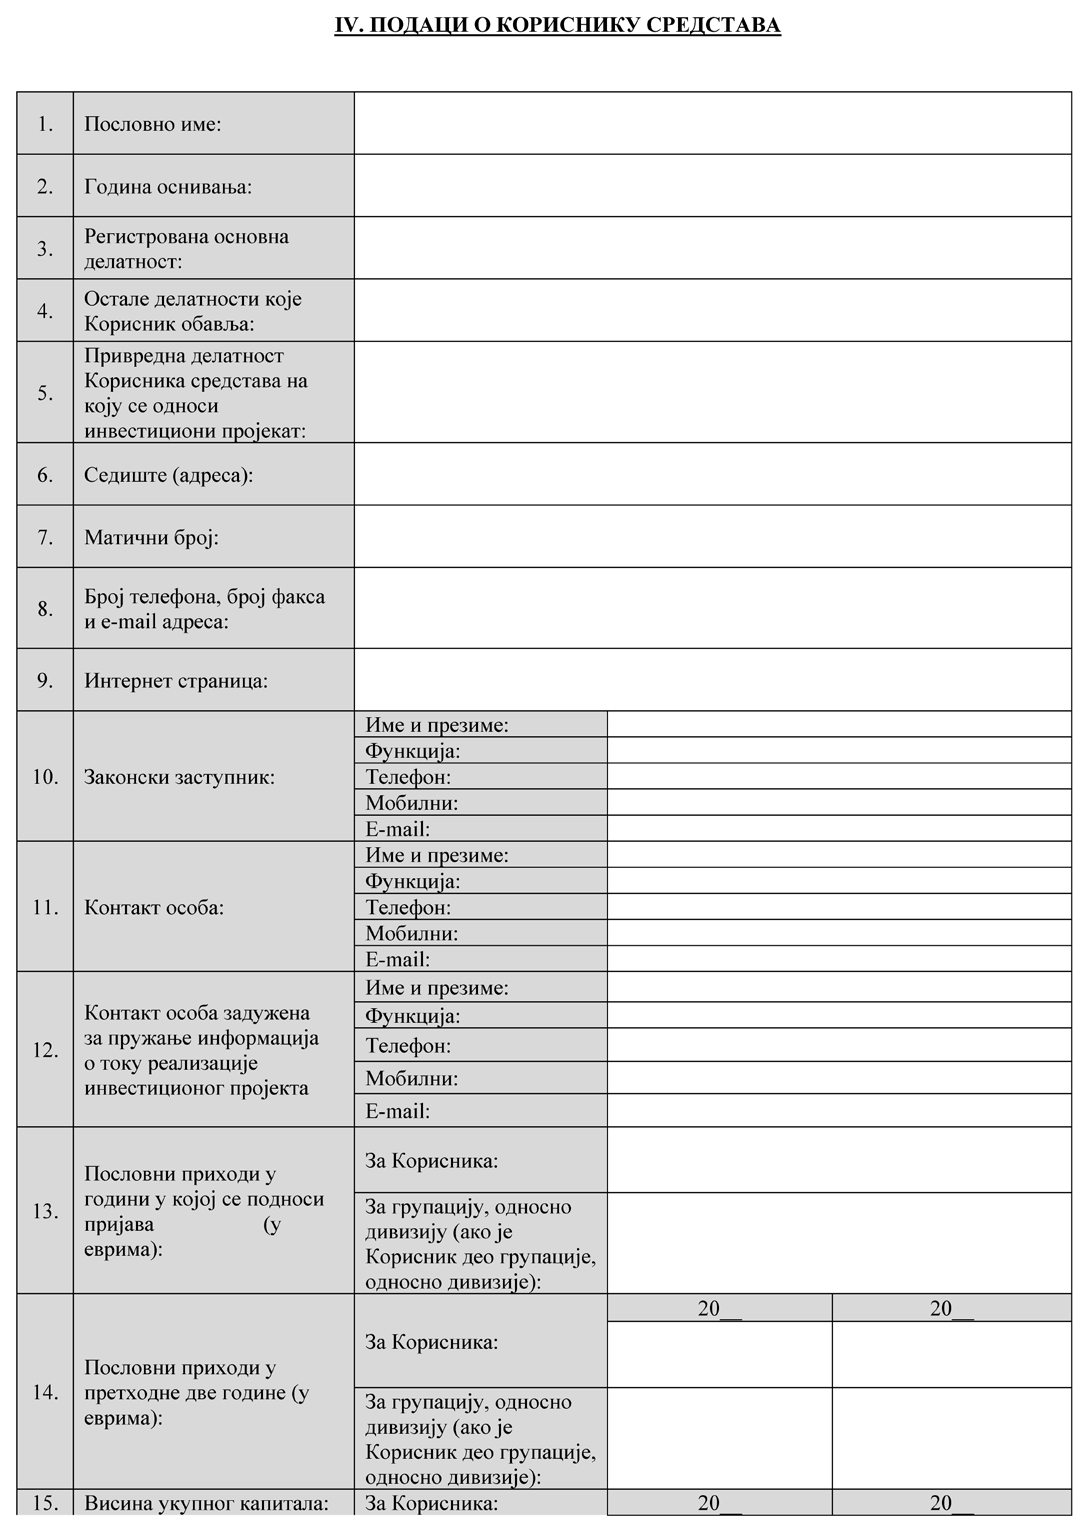 IV. ПОДАЦИ О КОРИСНИКУ СРЕДСТАВА
1. Пословно име:
2. Година оснивања:
3. Регистрована основна
делатност:
4. Остале делатности које
Корисник обавља:
5. Привредна делатност
Корисника средстава на
коју се односи
инвестициони пројекат:
6. Седиште (адреса):
7. Матични број:
8. Број телефона, број факса
и e-mail адреса:
9. Интернет страница:
10. Законски заступник:
Име и презиме:
Функција:
Телефон:
Мобилни:
E-mail:
11. Контакт особа:
Име и презиме:
Функција:
Телефон:
Мобилни:
E-mail:
12. Контакт особа задужена
за пружање информација
о току реализације
инвестиционог пројекта
Име и презиме:
Функција:
Телефон:
Мобилни:
E-mail:
13. Пословни приходи у
години у којој се подноси
пријава (у
еврима):
За Корисника:
За групацију, односно
дивизију (ако је
Корисник део групације,
односно дивизије):
14. Пословни приходи у
претходне две године (у
еврима):
За Корисника:
20__ 20__
За групацију, односно
дивизију (ако је
Корисник део групације,
односно дивизије):
15. Висина укупног капитала: За Корисника: 20__ 20__